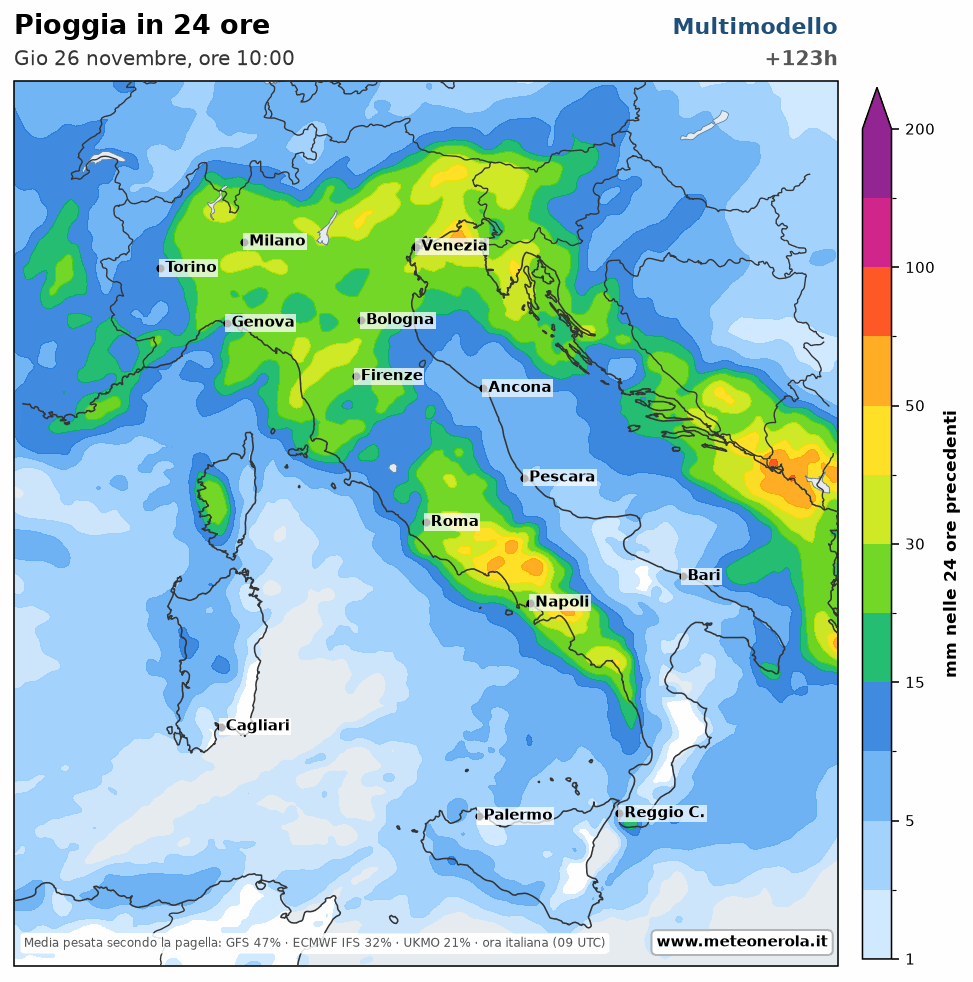 Pioggia in 24 ore
Multimodello
Gio 26 novembre, ore 10:00
+123h
200
100
50
30
15
5
1
mm nelle 24 ore precedenti
Milano
Venezia
Torino
Genova
Bologna
Firenze
Ancona
Pescara
Roma
Bari
Napoli
Cagliari
Palermo
Reggio C.
Media pesata secondo la pagella: GFS 47% · ECMWF IFS 32% · UKMO 21% · ora italiana (09 UTC)
www.meteonerola.it